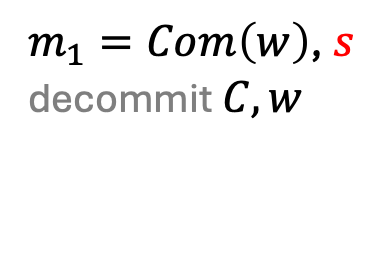 m₁ = Com(w), s
decommit C, w